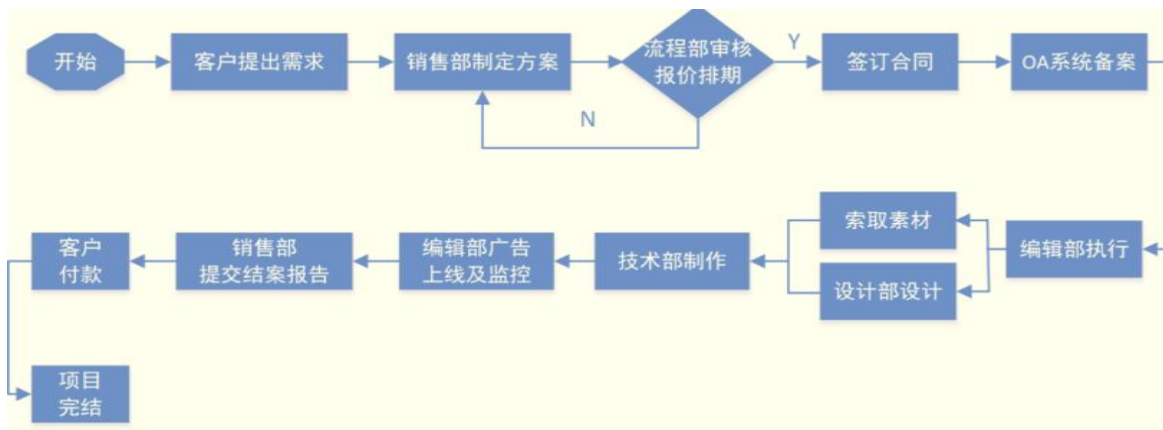 开始
客户提出需求
销售部制定方案
流程部审核
报价排期
Y
签订合同
OA系统备案
N
索取素材
编辑部执行
设计部设计
技术部制作
编辑部广告
上线及监控
销售部
提交结案报告
客户
付款
项目
完结